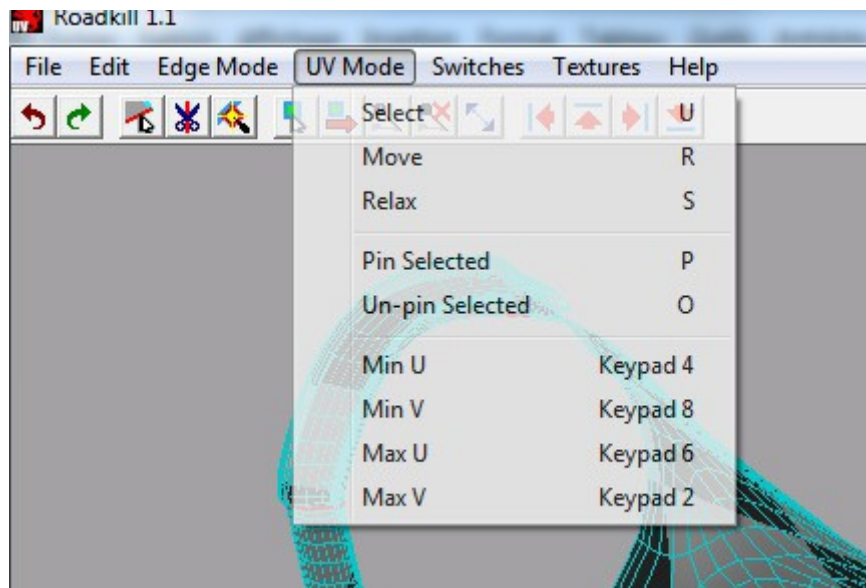 Roadkill 1.1
File Edit Edge Mode UV Mode Switches Textures Help
Select U
Move R
Relax S
Pin Selected P
Un-pin Selected O
Min U Keypad 4
Min V Keypad 8
Max U Keypad 6
Max V Keypad 2